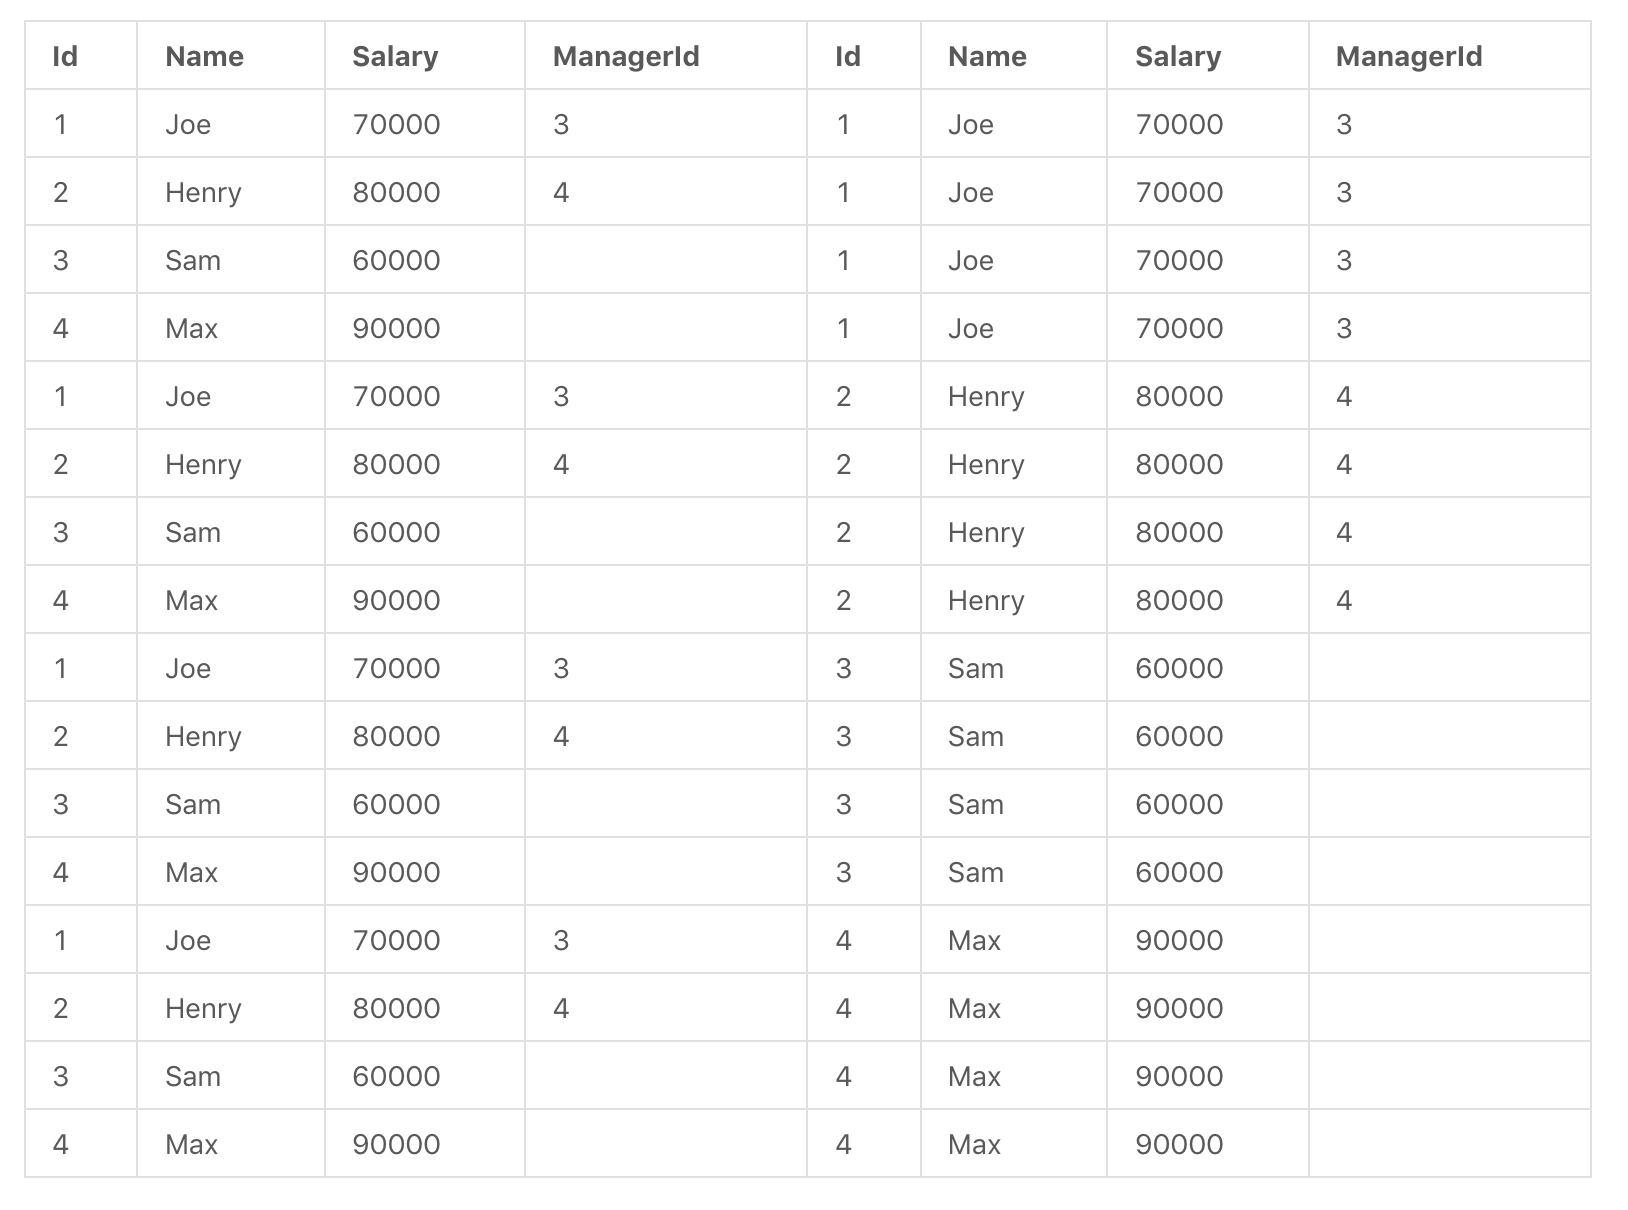 Id Name Salary ManagerId Id Name Salary ManagerId
1 Joe 70000 3 1 Joe 70000 3
2 Henry 80000 4 1 Joe 70000 3
3 Sam 60000 1 Joe 70000 3
4 Max 90000 1 Joe 70000 3
1 Joe 70000 3 2 Henry 80000 4
2 Henry 80000 4 2 Henry 80000 4
3 Sam 60000 2 Henry 80000 4
4 Max 90000 2 Henry 80000 4
1 Joe 70000 3 3 Sam 60000
2 Henry 80000 4 3 Sam 60000
3 Sam 60000 3 Sam 60000
4 Max 90000 3 Sam 60000
1 Joe 70000 3 4 Max 90000
2 Henry 80000 4 4 Max 90000
3 Sam 60000 4 Max 90000
4 Max 90000 4 Max 90000